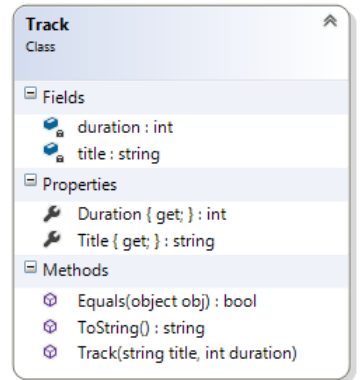 Track
Class
Fields
duration : int
title : string
Properties
Duration { get; } : int
Title { get; } : string
Methods
Equals(object obj) : bool
ToString() : string
Track(string title, int duration)